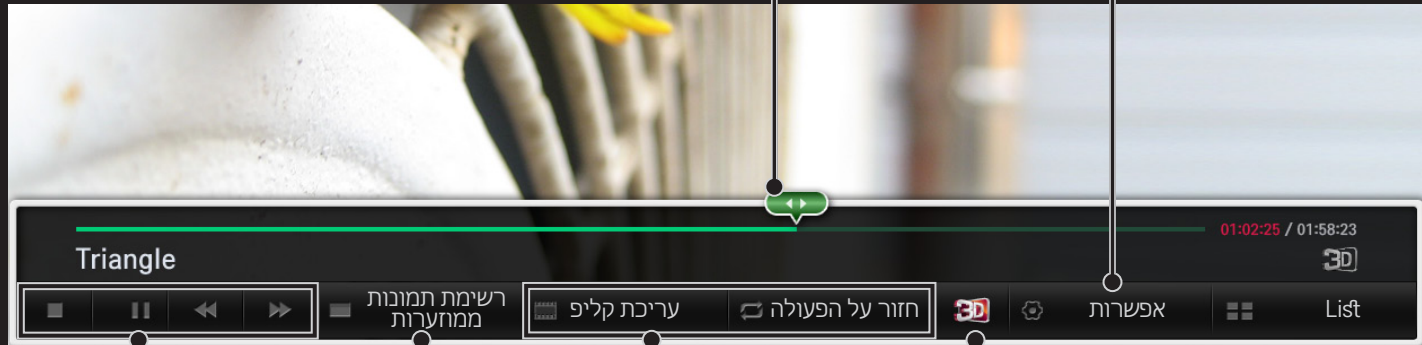 01:02:25 / 01:58:23
Triangle
3D
רשימת תמונות
ממוזערות
עריכת קליפ
חזור על הפעולה
3D
אפשרות
List